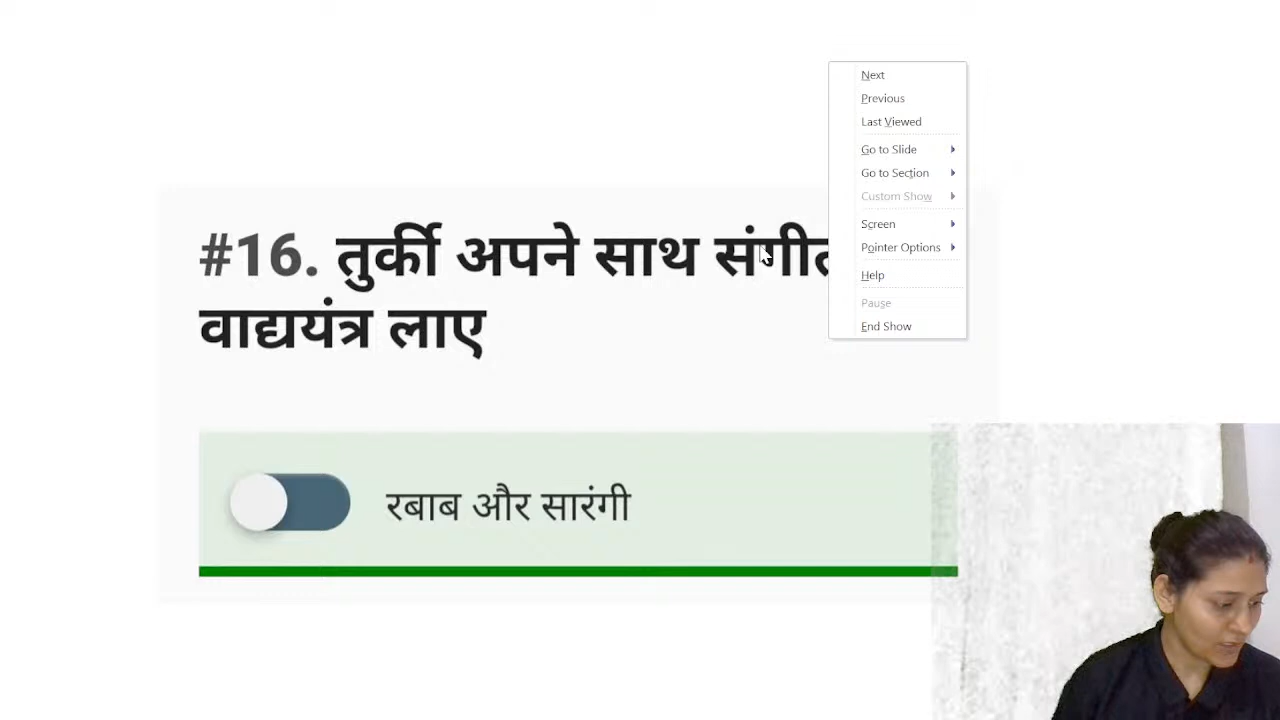 #16. तुर्की अपने साथ
वाद्ययंत्र लाए
रबाब और सारंगी
Next
Previous
Last Viewed
Go to Slide
Go to Section
Custom Show
Screen
Pointer Options
Help
Pause
End Show